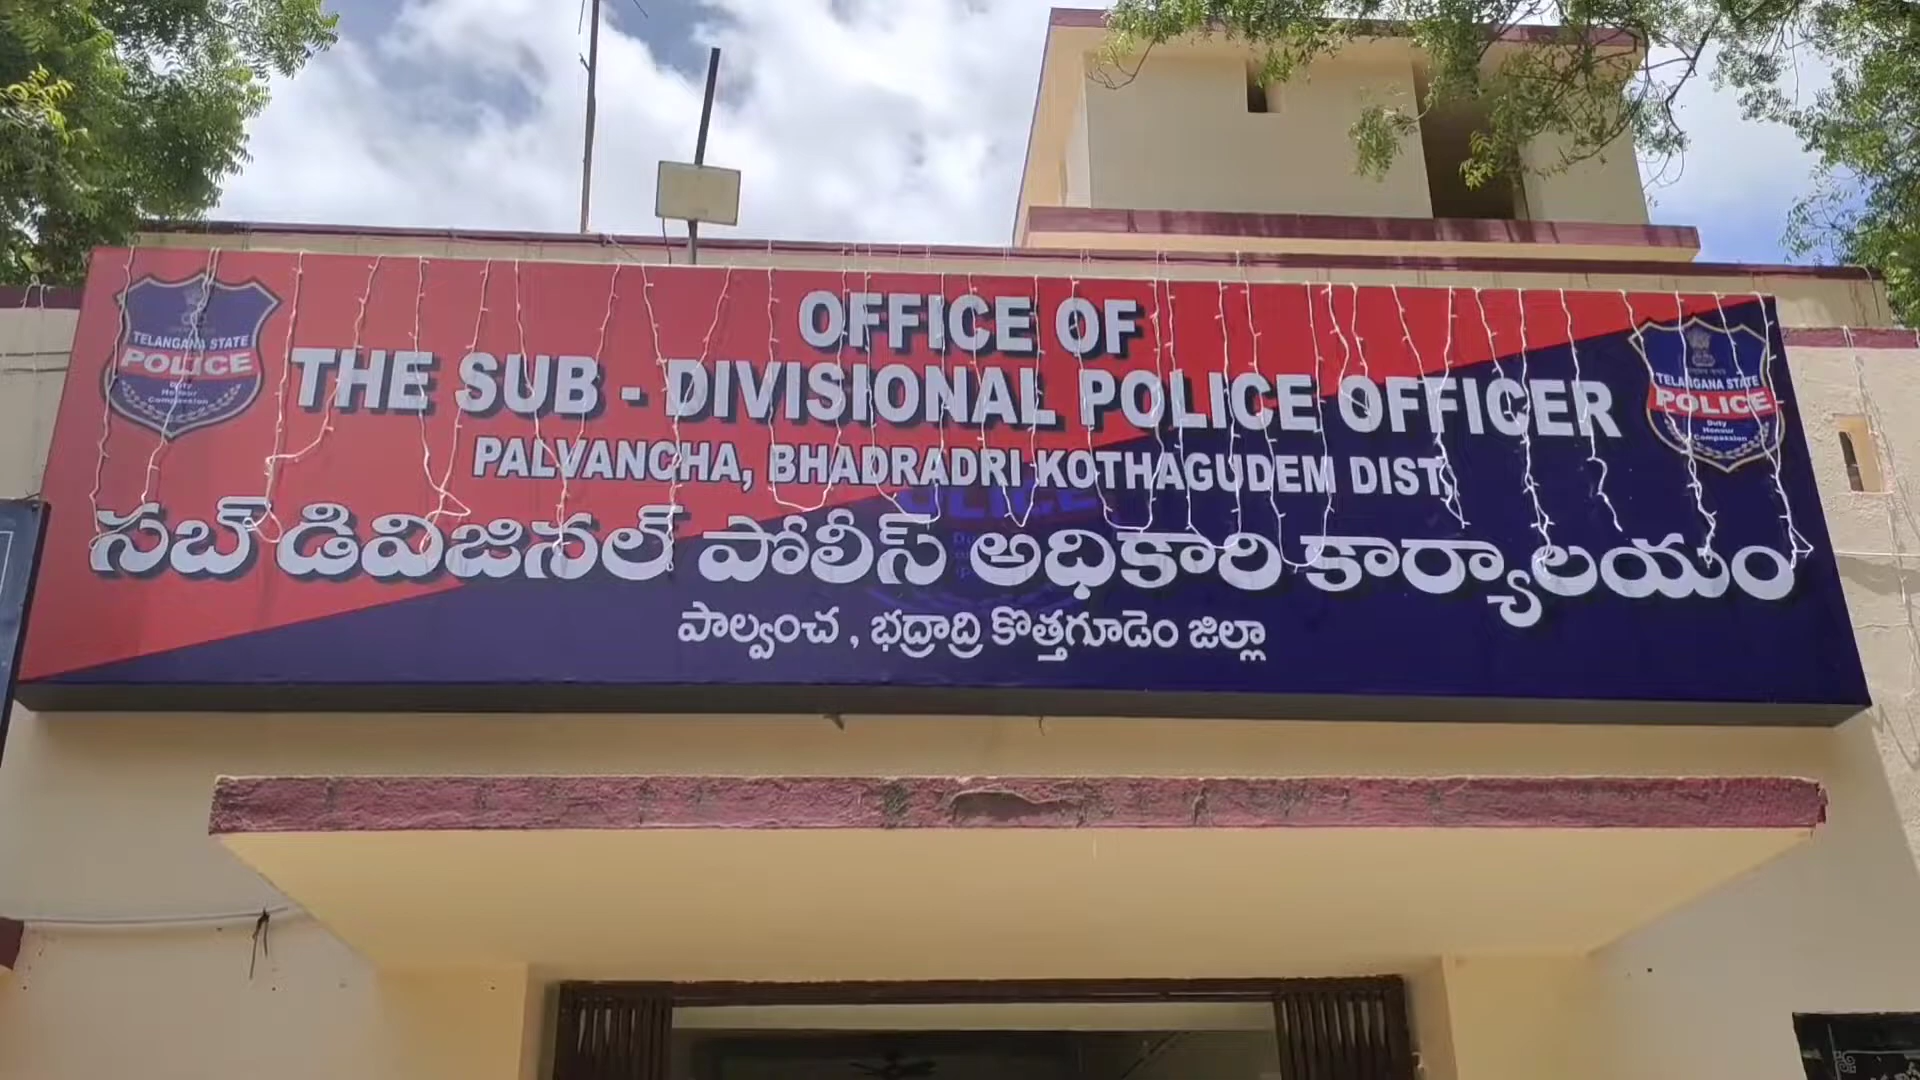 OFFICE OF
THE SUB - DIVISIONAL POLICE OFFICER
PALVANCHA, BHADRADRI KOTHAGUDEM DIST.
సబ్ డివిజినల్ పోలీస్ అధికారి కార్యాలయం
పాల్వంచ , భద్రాద్రి కొత్తగూడెం జిల్లా
TELANGANA STATE
POLICE
Duty
Honour
Compassion
TELANGANA STATE
POLICE
Duty
Honour
Compassion